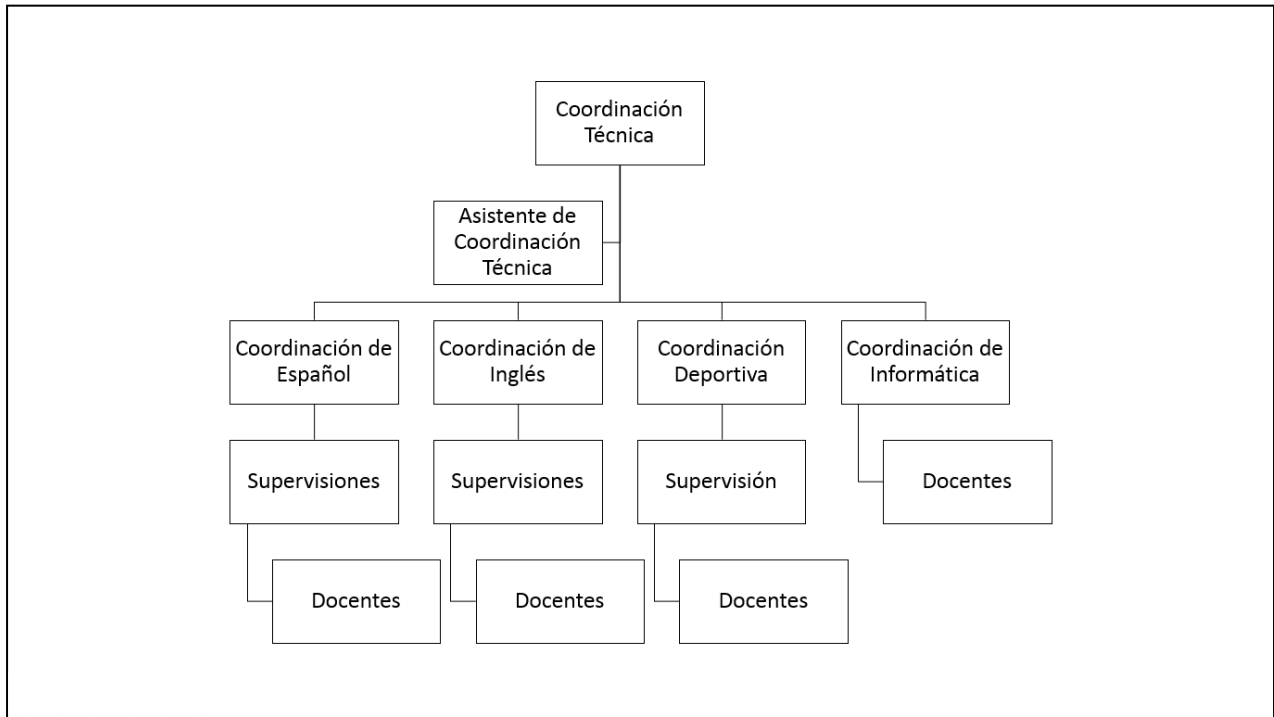 Coordinación
Técnica
Asistente de
Coordinación
Técnica
Coordinación de
Español
Coordinación de
Inglés
Coordinación
Deportiva
Coordinación de
Informática
Supervisiones
Supervisiones
Supervisión
Docentes
Docentes
Docentes
Docentes